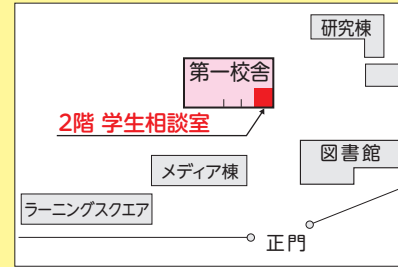 研究棟
第一校舎
2階 学生相談室
図書館
メディア棟
ラーニングスクエア
正門